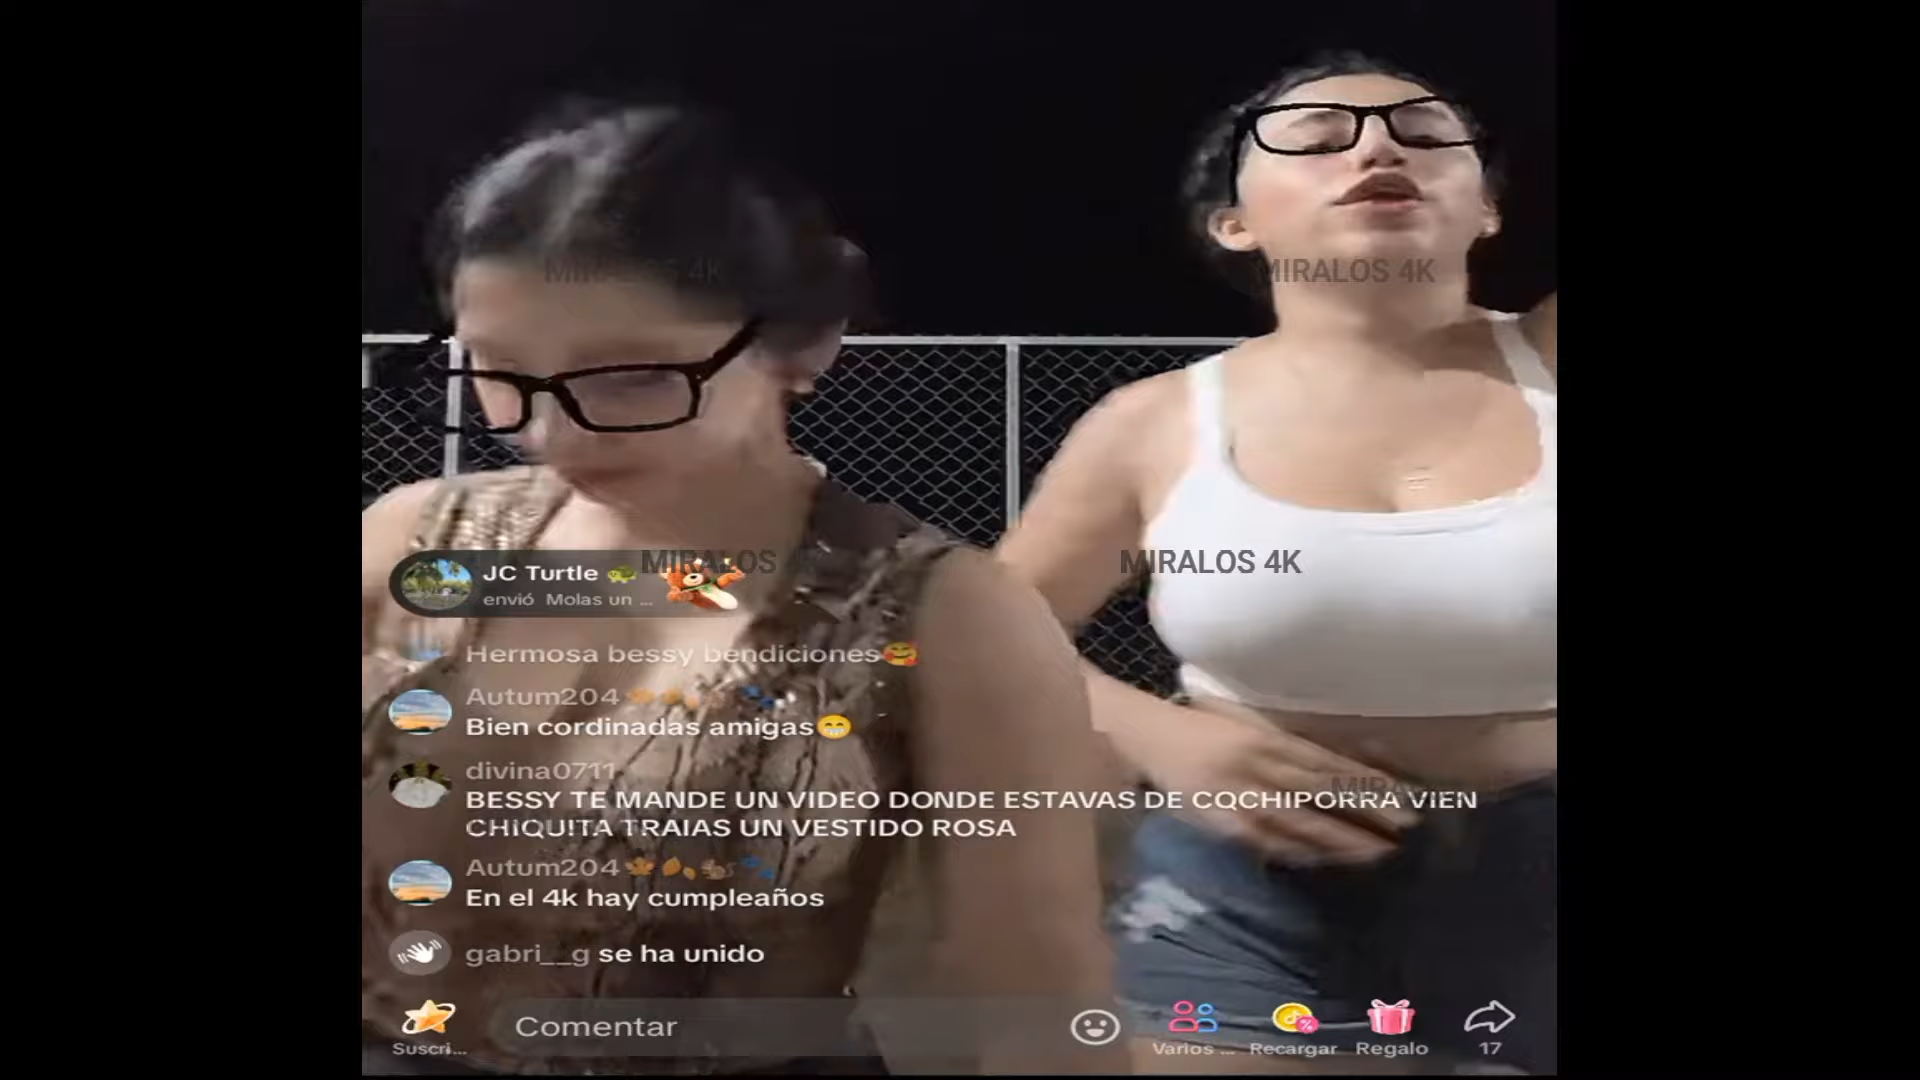 MIRALOS 4K
MIRALOS 4K
MIRALOS 4K
MIRALOS 4K
JC Turtle
envió Molas un ...
Hermosa bessy bendiciones🥰
Autum204
Bien cordinadas amigas😁
divina0711
BESSY TE MANDE UN VIDEO DONDE ESTAVAS DE CQCHIPORRA VIEN
CHIQUITA TRAIAS UN VESTIDO ROSA
Autum204 🍁🍂🐿️🐾
En el 4k hay cumpleaños
gabri__g se ha unido
Comentar
Suscri...
Varios ...
Recargar
Regalo
17